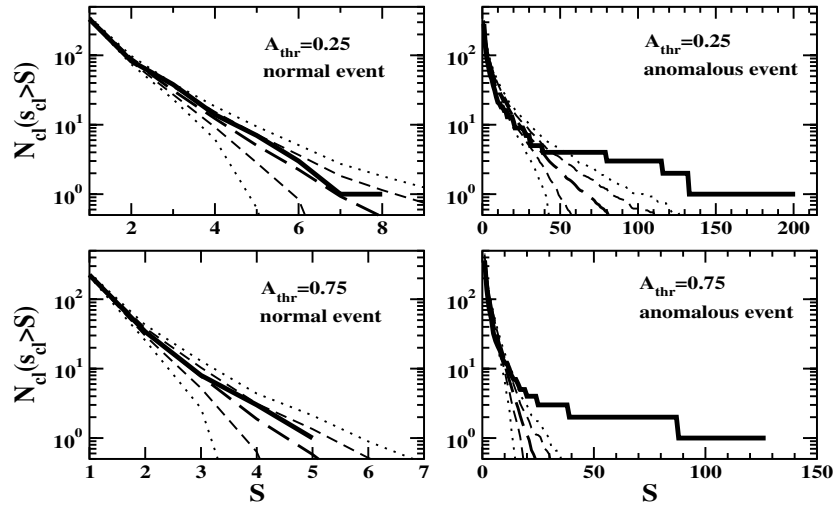 N_cl(s_cl>S)
10^2
10^1
10^0
A_thr=0.25
normal event
2 4 6 8
10^2
10^1
10^0
A_thr=0.25
anomalous event
0 50 100 150 200
N_cl(s_cl>S)
10^2
10^1
10^0
A_thr=0.75
normal event
1 2 3 4 5 6 7
S
10^2
10^1
10^0
A_thr=0.75
anomalous event
0 50 100 150
S